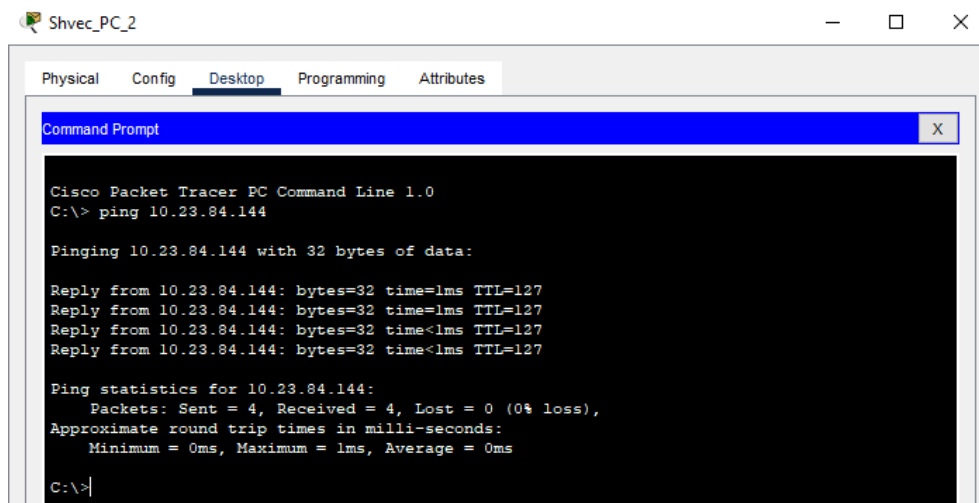 Shvec_PC_2
Physical Config Desktop Programming Attributes
Command Prompt X
Cisco Packet Tracer PC Command Line 1.0
C:\> ping 10.23.84.144
Pinging 10.23.84.144 with 32 bytes of data:
Reply from 10.23.84.144: bytes=32 time=1ms TTL=127
Reply from 10.23.84.144: bytes=32 time=1ms TTL=127
Reply from 10.23.84.144: bytes=32 time<1ms TTL=127
Reply from 10.23.84.144: bytes=32 time<1ms TTL=127
Ping statistics for 10.23.84.144:
Packets: Sent = 4, Received = 4, Lost = 0 (0% loss),
Approximate round trip times in milli-seconds:
Minimum = 0ms, Maximum = 1ms, Average = 0ms
C:\>